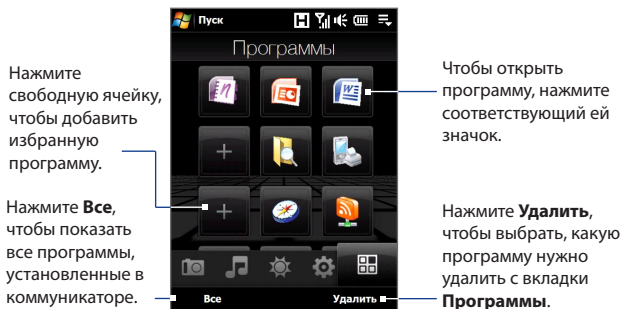 Пуск
Программы
Нажмите
свободную ячейку,
чтобы добавить
избранную
программу.
Нажмите Все,
чтобы показать
все программы,
установленные в
коммуникаторе.
Чтобы открыть
программу, нажмите
соответствующий ей
значок.
Нажмите Удалить,
чтобы выбрать, какую
программу нужно
удалить с вкладки
Программы.
Все
Удалить